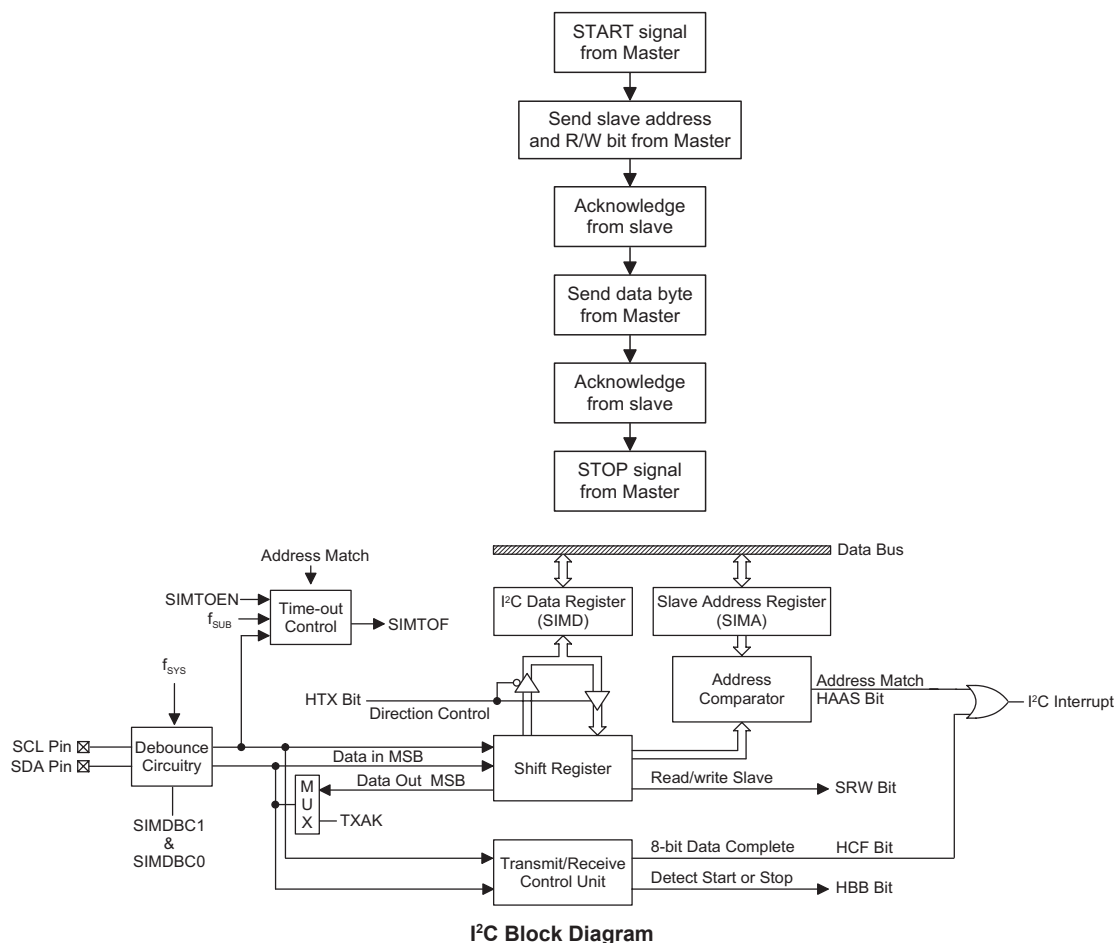 START signal
from Master
Send slave address
and R/W bit from Master
Acknowledge
from slave
Send data byte
from Master
Acknowledge
from slave
STOP signal
from Master
Data Bus
Address Match
SIMTOEN
fSUB
Time-out
Control
SIMTOF
I²C Data Register
(SIMD)
Slave Address Register
(SIMA)
fSYS
HTX Bit
Direction Control
Address
Comparator
Address Match
HAAS Bit
I²C Interrupt
SCL Pin
SDA Pin
Debounce
Circuitry
Data in MSB
Shift Register
Data Out MSB
MUX
TXAK
Read/write Slave
SRW Bit
SIMDBC1
&
SIMDBC0
Transmit/Receive
Control Unit
8-bit Data Complete
HCF Bit
Detect Start or Stop
HBB Bit
I²C Block Diagram